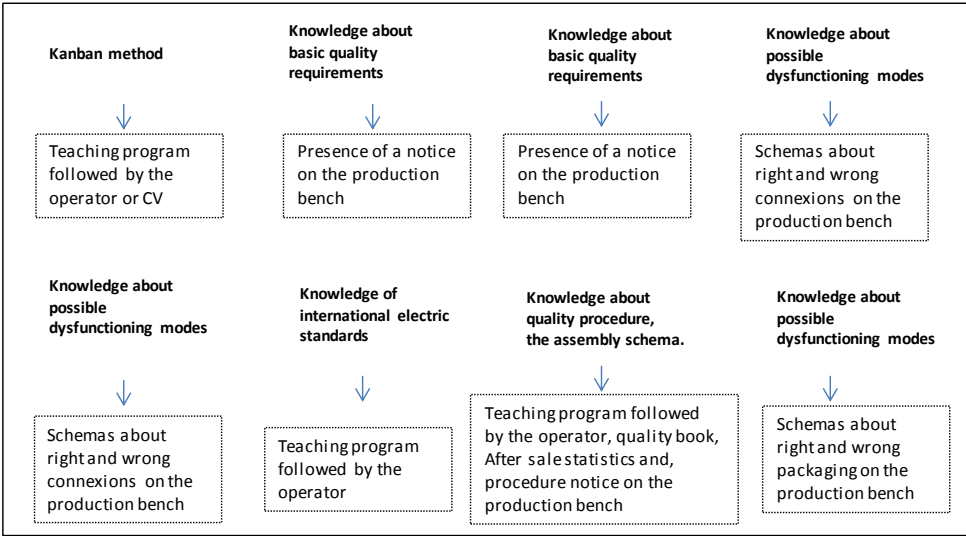 Kanban method
Knowledge about
basic quality
requirements
Knowledge about
basic quality
requirements
Knowledge about
possible
dysfunctioning modes
Teaching program
followed by the
operator or CV
Presence of a notice
on the production
bench
Presence of a notice
on the production
bench
Schemas about
right and wrong
connexions on the
production bench
Knowledge about
possible
dysfunctioning modes
Knowledge of
international electric
standards
Knowledge about
quality procedure,
the assembly schema.
Knowledge about
possible
dysfunctioning modes
Schemas about
right and wrong
connexions on the
production bench
Teaching program
followed by the
operator
Teaching program followed
by the operator, quality book,
After sale statistics and,
procedure notice on the
production bench
Schemas about
right and wrong
packaging on the
production bench